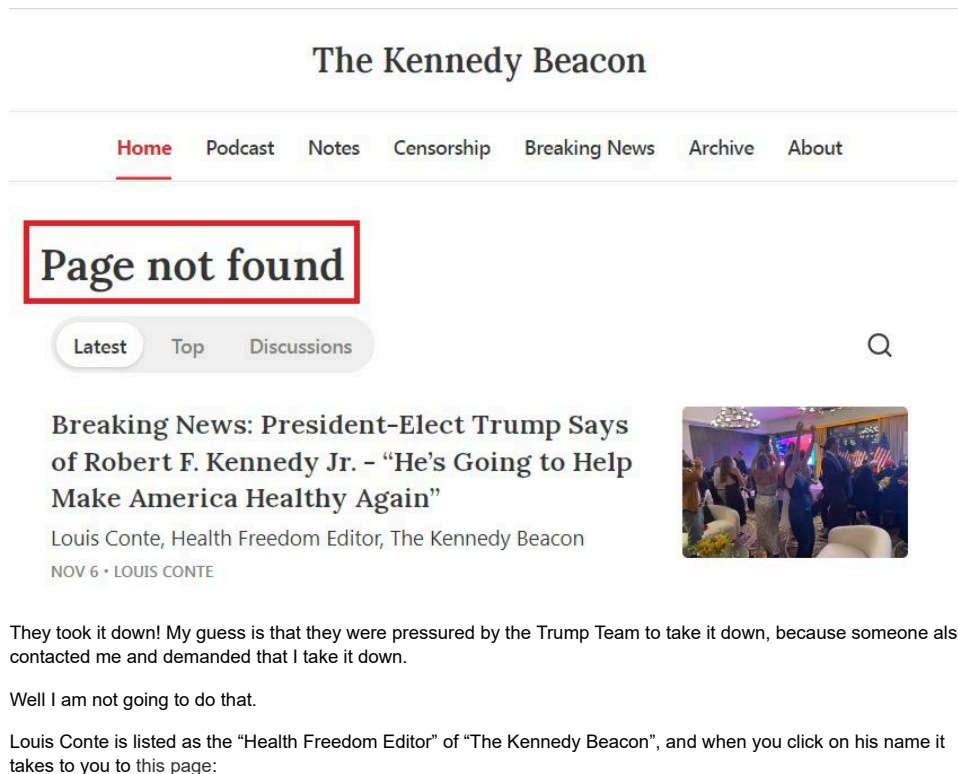 The Kennedy Beacon
Home Podcast Notes Censorship Breaking News Archive About
Page not found
Latest Top Discussions
Breaking News: President-Elect Trump Says
of Robert F. Kennedy Jr. – “He’s Going to Help
Make America Healthy Again”
Louis Conte, Health Freedom Editor, The Kennedy Beacon
NOV 6 • LOUIS CONTE
They took it down! My guess is that they were pressured by the Trump Team to take it down, because someone als
contacted me and demanded that I take it down.
Well I am not going to do that.
Louis Conte is listed as the “Health Freedom Editor” of “The Kennedy Beacon”, and when you click on his name it
takes to you to this page: